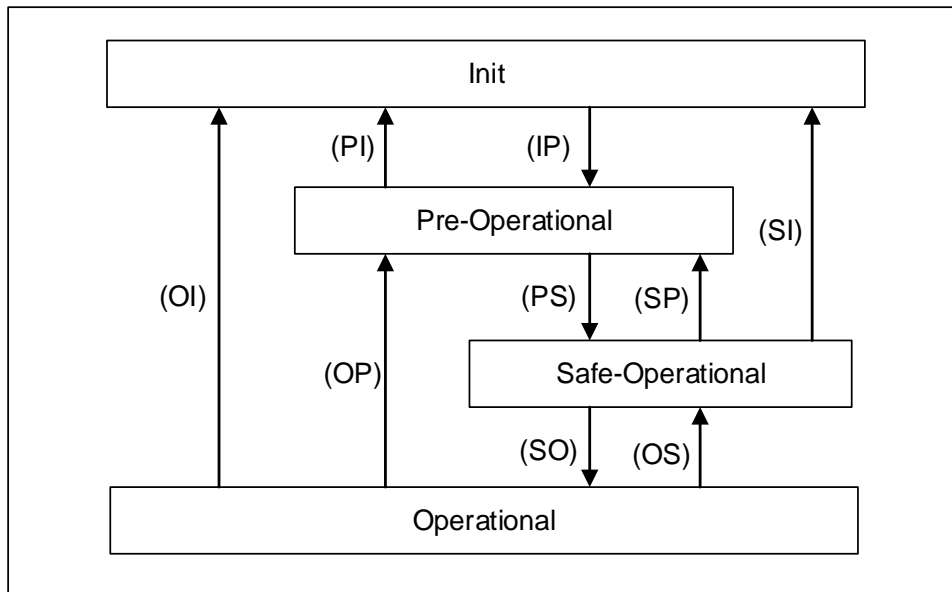 Init
(PI)
(IP)
Pre-Operational
(SI)
(OI)
(PS)
(SP)
(OP)
Safe-Operational
(SO)
(OS)
Operational